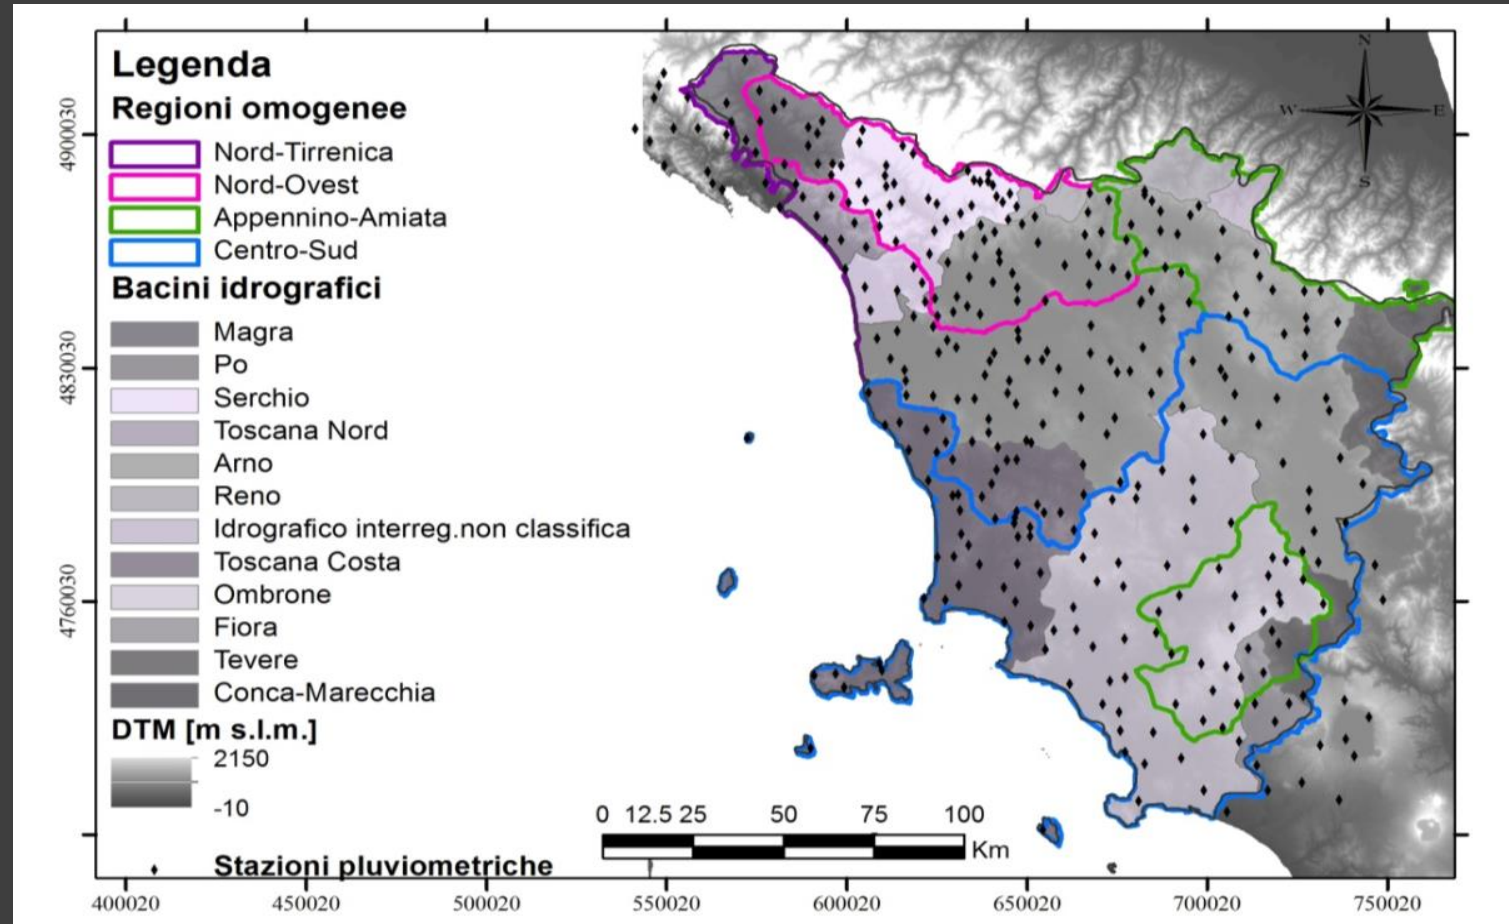 Legenda
Regioni omogenee
Nord-Tirrenica
Nord-Ovest
Appennino-Amiata
Centro-Sud
Bacini idrografici
Magra
Po
Serchio
Toscana Nord
Arno
Reno
Idrografico interreg.non classifica
Toscana Costa
Ombrone
Fiora
Tevere
Conca-Marecchia
DTM [m s.l.m.]
2150
-10
Stazioni pluviometriche
N
W E
S
0 12.5 25 50 75 100
Km
4900030
4830030
4760030
400020 450020 500020 550020 600020 650020 700020 750020